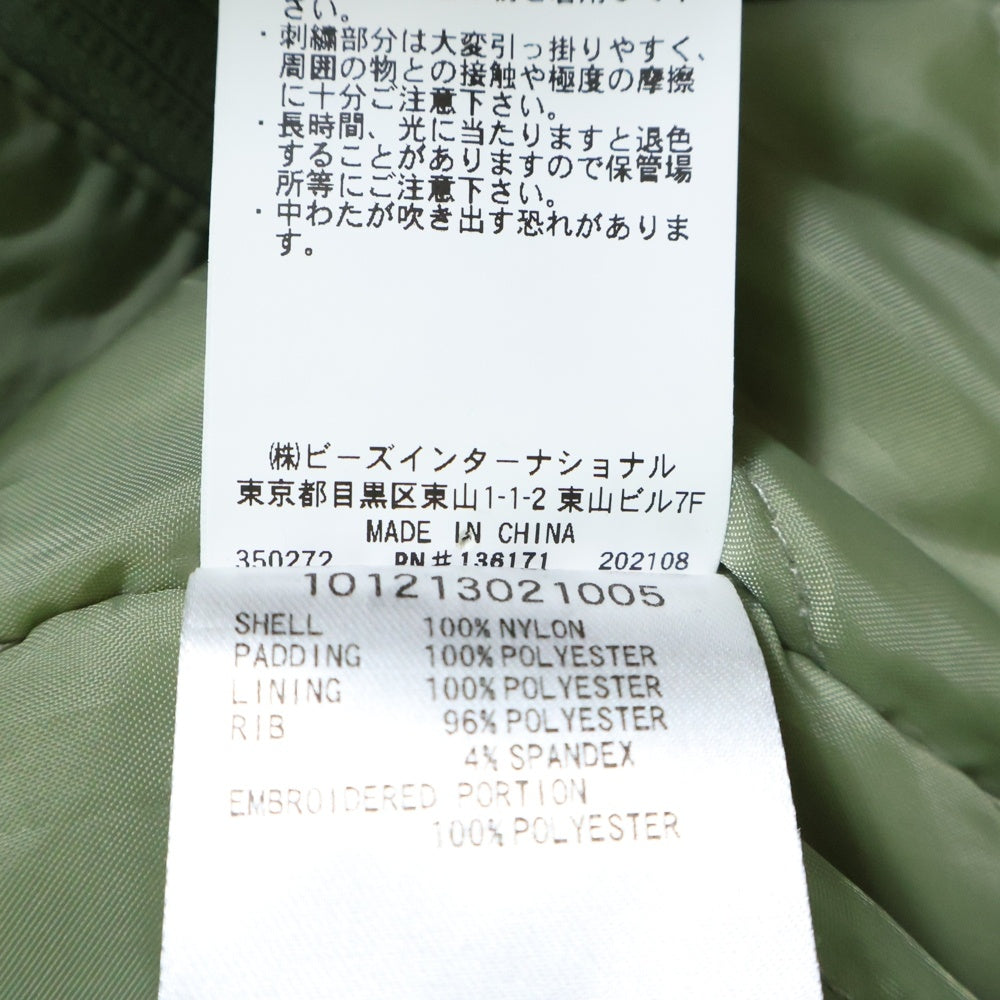 さい。
・刺繍部分は大変引っ掛りやすく、
周囲の物との接触や極度の摩擦
に十分ご注意下さい。
・長時間、光に当たりますと退色
することがありますので保管場
所等にご注意下さい。
・中わたが吹き出す恐れがありま
す。
㈱ビーズインターナショナル
東京都目黒区東山1-1-2 東山ビル7F
MADE IN CHINA
350272 PN#136171 202108
101213021005
SHELL 100% NYLON
PADDING 100% POLYESTER
LINING 100% POLYESTER
RIB 96% POLYESTER
4% SPANDEX
EMBROIDERED PORTION
100% POLYESTER